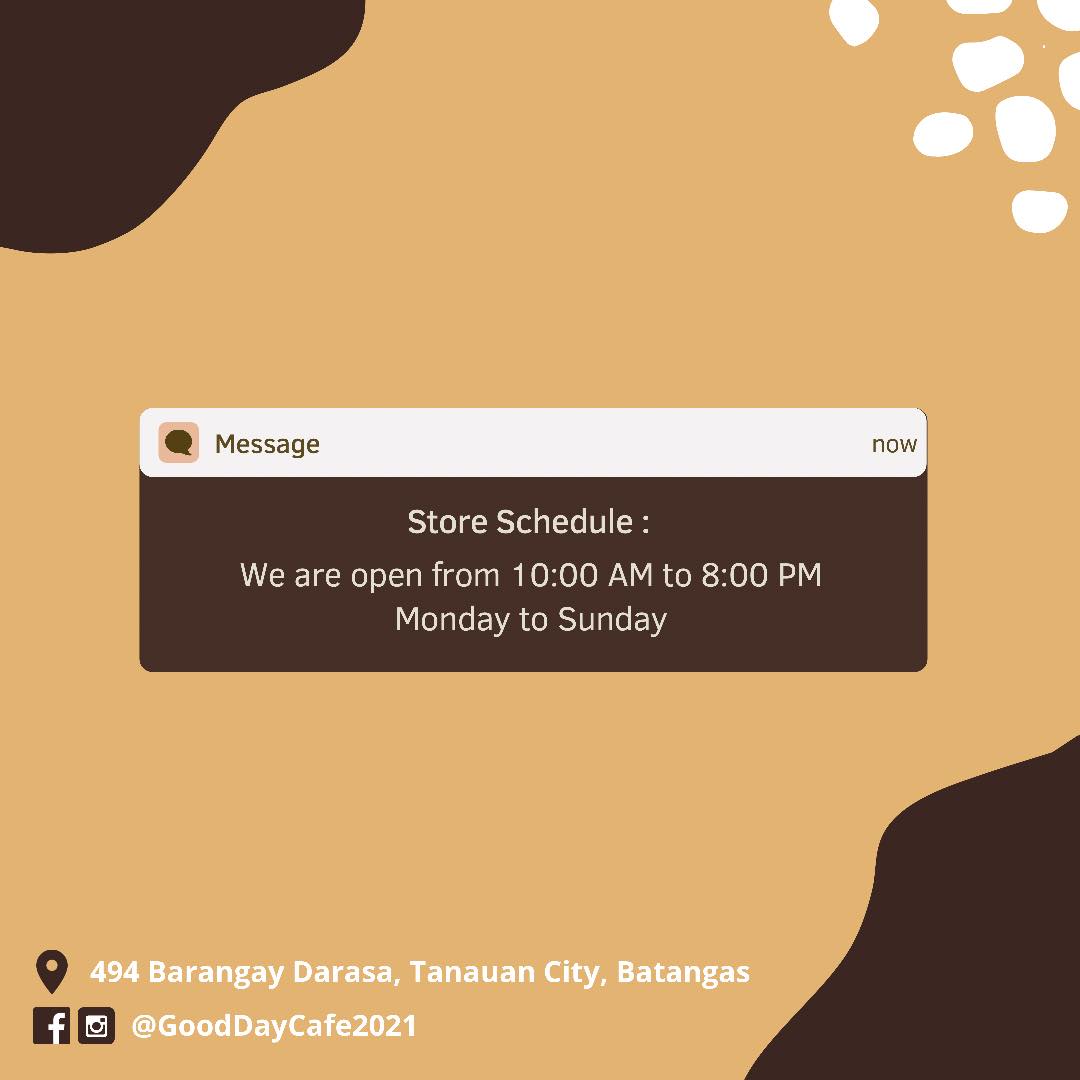 Message
now
Store Schedule :
We are open from 10:00 AM to 8:00 PM
Monday to Sunday
494 Barangay Darasa, Tanauan City, Batangas
@GoodDayCafe2021